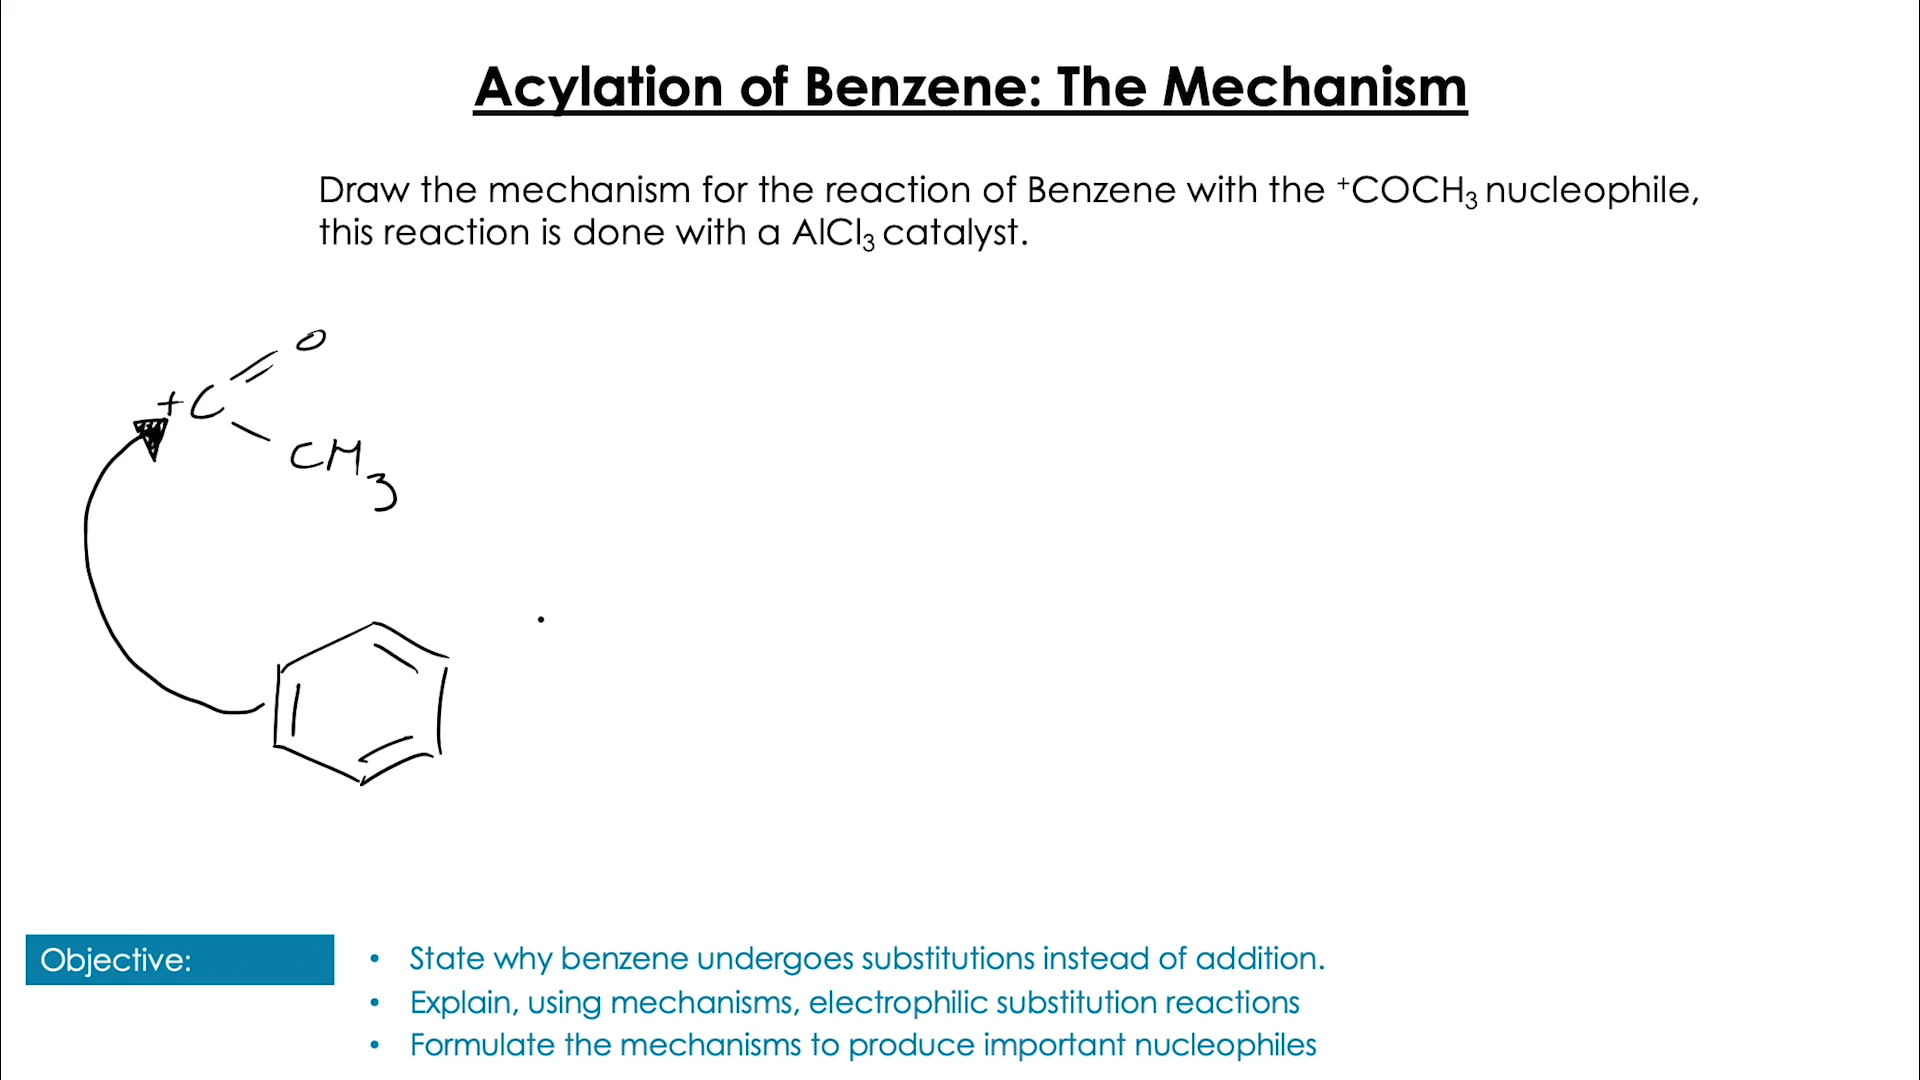 Acylation of Benzene: The Mechanism
Draw the mechanism for the reaction of Benzene with the ⁺COCH₃ nucleophile,
this reaction is done with a AlCl₃ catalyst.
O
+C
CH₃
Objective:
• State why benzene undergoes substitutions instead of addition.
• Explain, using mechanisms, electrophilic substitution reactions
• Formulate the mechanisms to produce important nucleophiles